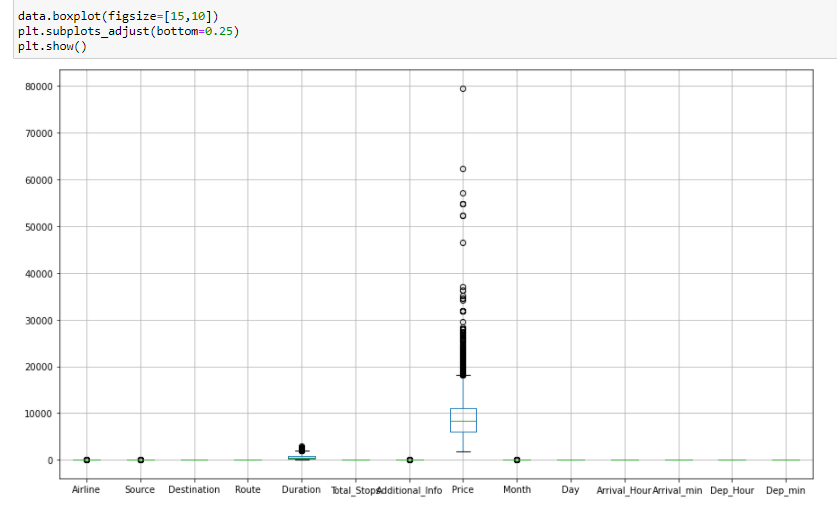 data.boxplot(figsize=[15,10])
plt.subplots_adjust(bottom=0.25)
plt.show()
80000
70000
60000
50000
40000
30000
20000
10000
0
Airline Source Destination Route Duration Total_Stops Additional_Info Price Month Day Arrival_Hour Arrival_min Dep_Hour Dep_min